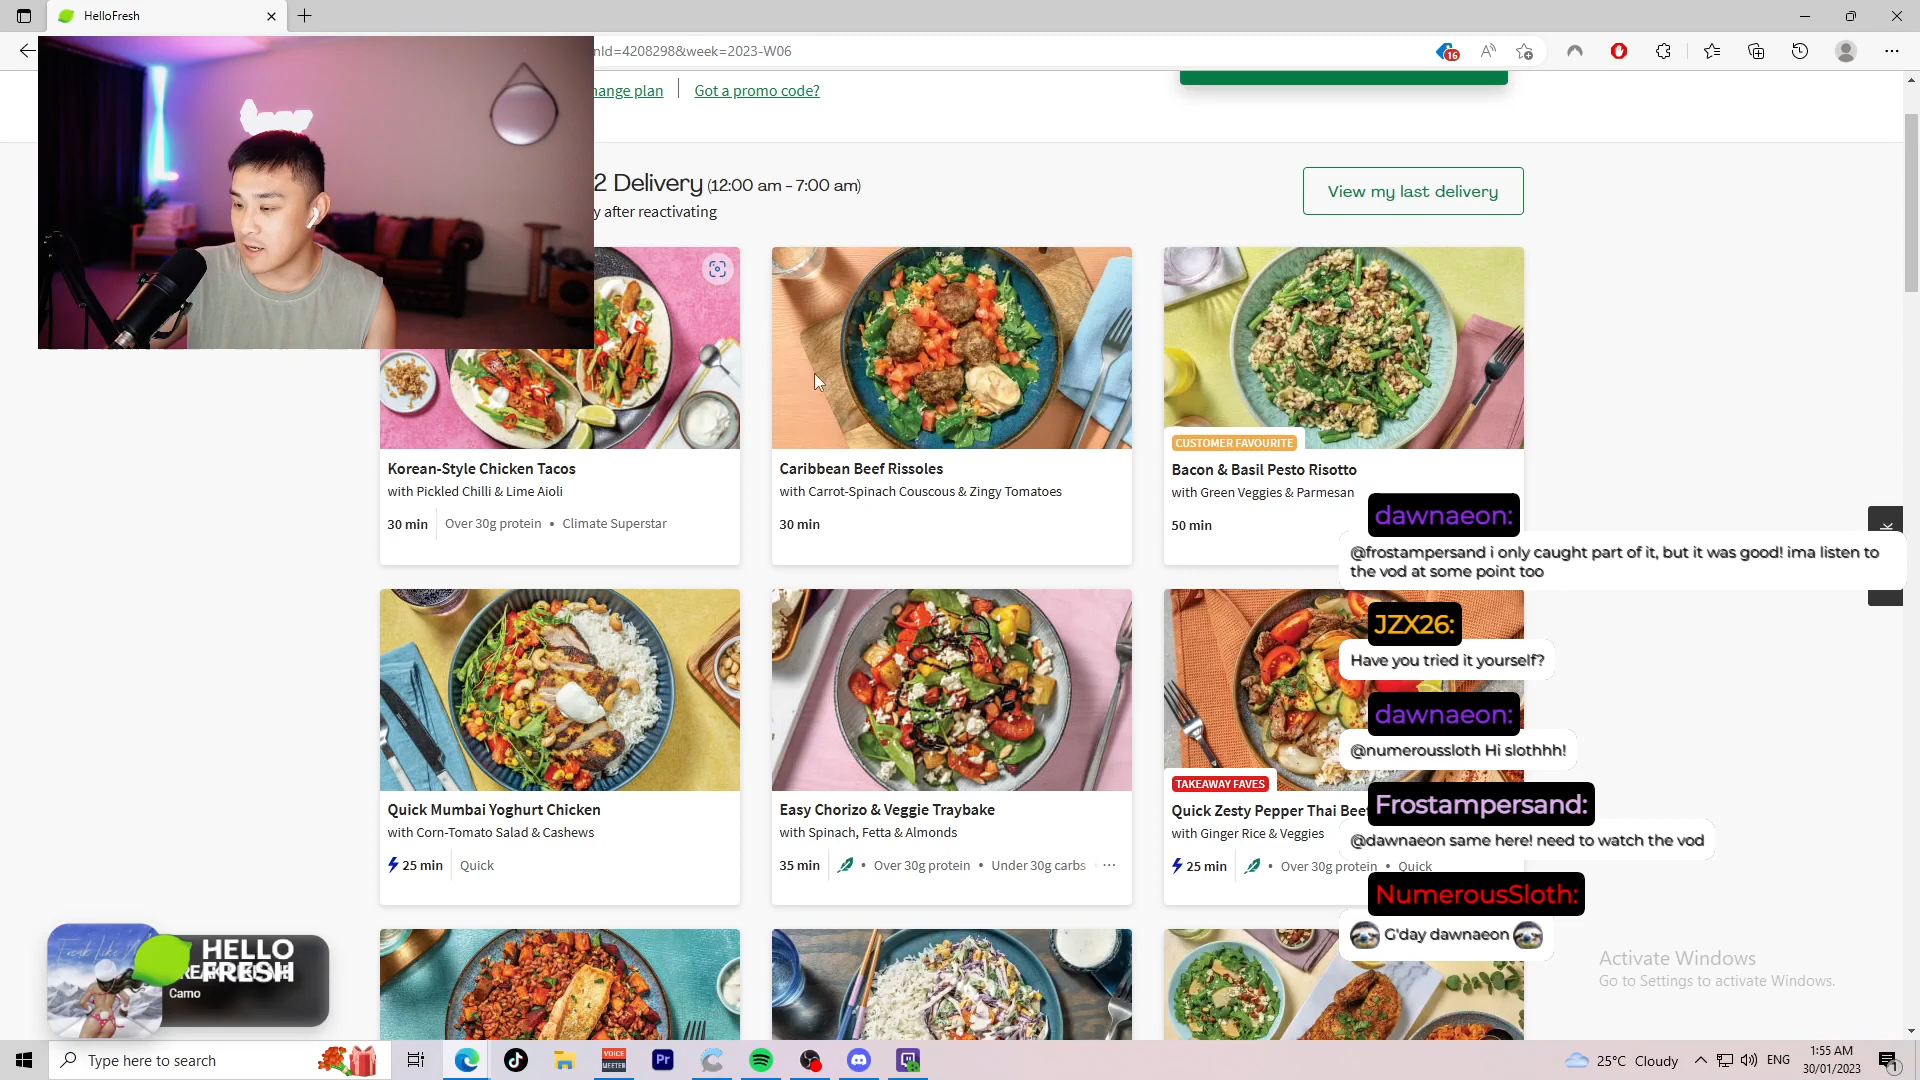 HelloFresh
nId=4208298&week=2023-W06
16
hange plan
Got a promo code?
2 Delivery (12:00 am - 7:00 am)
y after reactivating
View my last delivery
CUSTOMER FAVOURITE
Korean-Style Chicken Tacos
with Pickled Chilli & Lime Aioli
30 min
Over 30g protein • Climate Superstar
Caribbean Beef Rissoles
with Carrot-Spinach Couscous & Zingy Tomatoes
30 min
Bacon & Basil Pesto Risotto
with Green Veggies & Parmesan
50 min
dawnaeon:
@frostampersand i only caught part of it, but it was good! ima listen to
the vod at some point too
JZX26:
Have you tried it yourself?
dawnaeon:
@numeroussloth Hi slothhh!
TAKEAWAY FAVES
Quick Mumbai Yoghurt Chicken
with Corn-Tomato Salad & Cashews
25 min
Quick
Easy Chorizo & Veggie Traybake
with Spinach, Fetta & Almonds
35 min
• Over 30g protein • Under 30g carbs ...
Quick Zesty Pepper Thai Bee
with Ginger Rice & Veggies
25 min
• Over 30g protein • Quick
Frostampersand:
@dawnaeon same here! need to watch the vod
NumerousSloth:
G'day dawnaeon
HELLO
FRESH
Camo
Activate Windows
Go to Settings to activate Windows.
Type here to search
VOICE
MEETER
Pr
25°C Cloudy
ENG
1:55 AM
30/01/2023
1